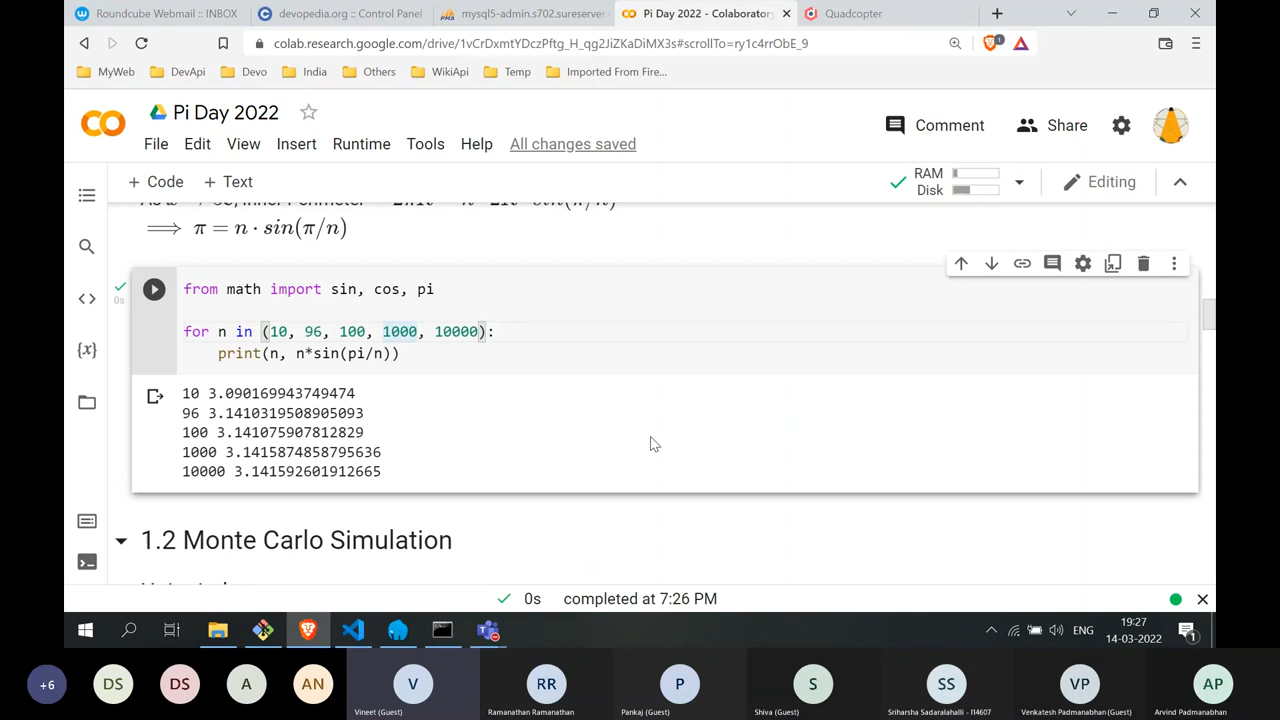 Roundcube Webmail :: INBOX
devopedia.org :: Control Panel
mysql5-admin.s702.sureserver.
Pi Day 2022 - Colaboratory
Quadcopter
colab.research.google.com/drive/1vCrDxmtYDczPftg_H_qg2JiZKaDiMX3s#scrollTo=ry1c4rrObE_9
MyWeb
DevApi
Devo
India
Others
WikiApi
Temp
Imported From Fire...
Pi Day 2022
Comment
Share
File Edit View Insert Runtime Tools Help All changes saved
+ Code + Text
RAM
Disk
Editing
⟹ π = n · sin(π/n)
0s
from math import sin, cos, pi
for n in (10, 96, 100, 1000, 10000):
print(n, n*sin(pi/n))
10 3.090169943749474
96 3.1410319508905093
100 3.141075907812829
1000 3.1415874858795636
10000 3.141592601912665
1.2 Monte Carlo Simulation
0s completed at 7:26 PM
ENG
19:27
14-03-2022
1
+6
DS
DS
A
AN
V
Vineet (Guest)
RR
Ramanathan Ramanathan
P
Pankaj (Guest)
S
Shiva (Guest)
SS
Sriharsha Sadaralahalli - I14607
VP
Venkatesh Padmanabhan (Guest)
AP
Arvind Padmanabhan